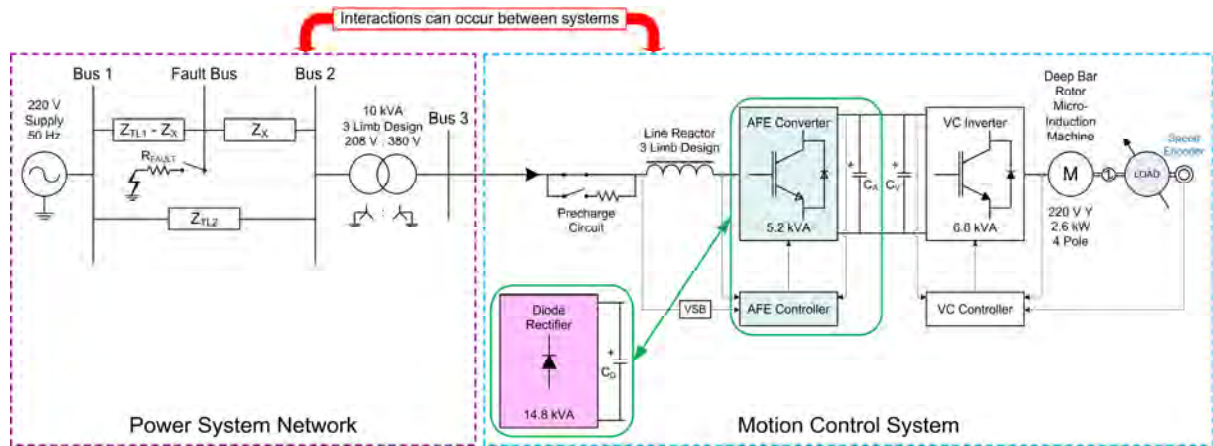 Interactions can occur between systems
Bus 1
Fault Bus
Bus 2
220 V
Supply
50 Hz
Z_TL1 - Z_X
Z_X
R_FAULT
Z_TL2
10 kVA
3 Limb Design
208 V : 380 V
Bus 3
Power System Network
Precharge
Circuit
Line Reactor
3 Limb Design
AFE Converter
5.2 kVA
+
C_A
+
C_V
VC Inverter
6.8 kVA
Deep Bar
Rotor
Micro-
Induction
Machine
M
220 V Y
2.6 kW
4 Pole
LOAD
Speed
Encoder
VSB
AFE Controller
VC Controller
Diode
Rectifier
14.8 kVA
+
C_D
Motion Control System